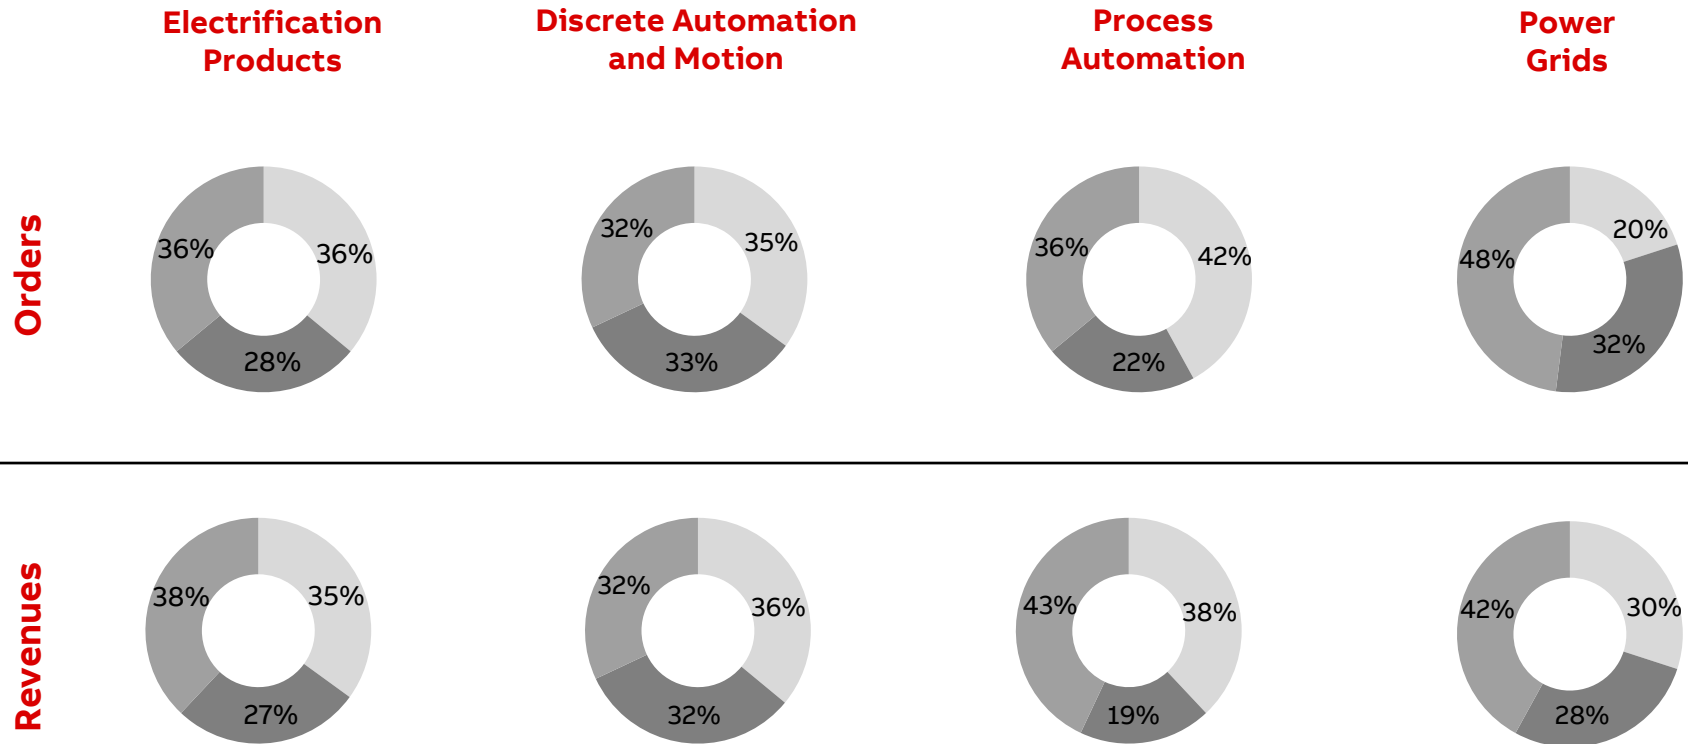 Electrification
Products
Discrete Automation
and Motion
Process
Automation
Power
Grids
Orders
36%
36%
28%
32%
35%
33%
36%
42%
22%
20%
48%
32%
Revenues
38%
35%
27%
32%
36%
32%
43%
38%
19%
42%
30%
28%